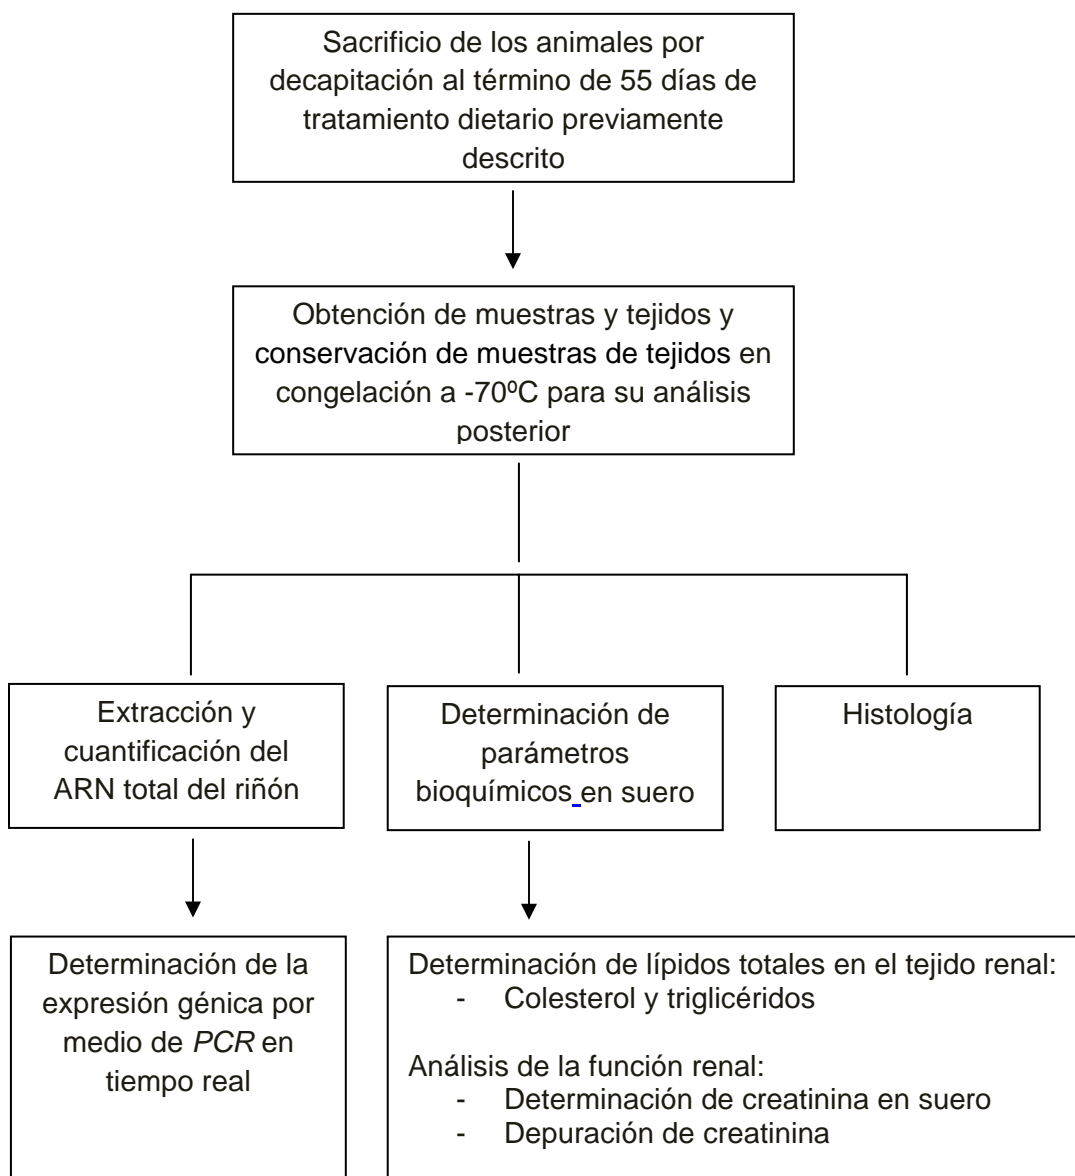 Sacrificio de los animales por
decapitación al término de 55 días de
tratamiento dietario previamente
descrito
Obtención de muestras y tejidos y
conservación de muestras de tejidos en
congelación a -70ºC para su análisis
posterior
Extracción y
cuantificación del
ARN total del riñón
Determinación de
parámetros
bioquímicos en suero
Histología
Determinación de la
expresión génica por
medio de PCR en
tiempo real
Determinación de lípidos totales en el tejido renal:
- Colesterol y triglicéridos
Análisis de la función renal:
- Determinación de creatinina en suero
- Depuración de creatinina